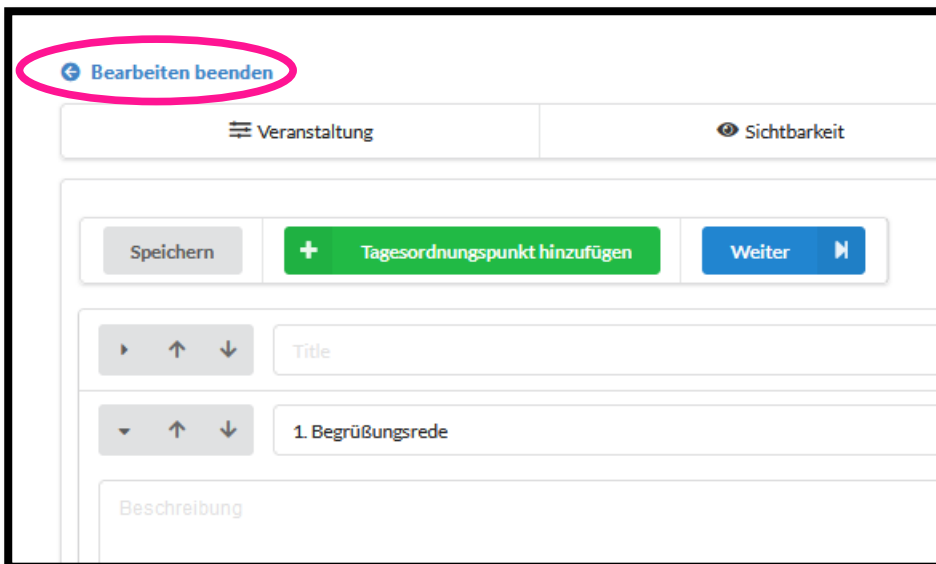 Bearbeiten beenden
Veranstaltung Sichtbarkeit
Speichern + Tagesordnungspunkt hinzufügen Weiter
Title
1. Begrüßungsrede
Beschreibung